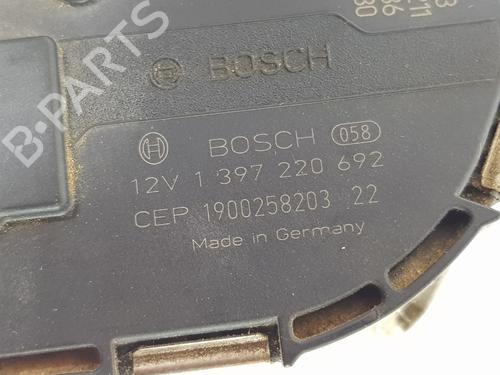 B-PARTS
BOSCH
BOSCH 058
12V 1 397 220 692
CEP 1900258203 22
Made in Germany